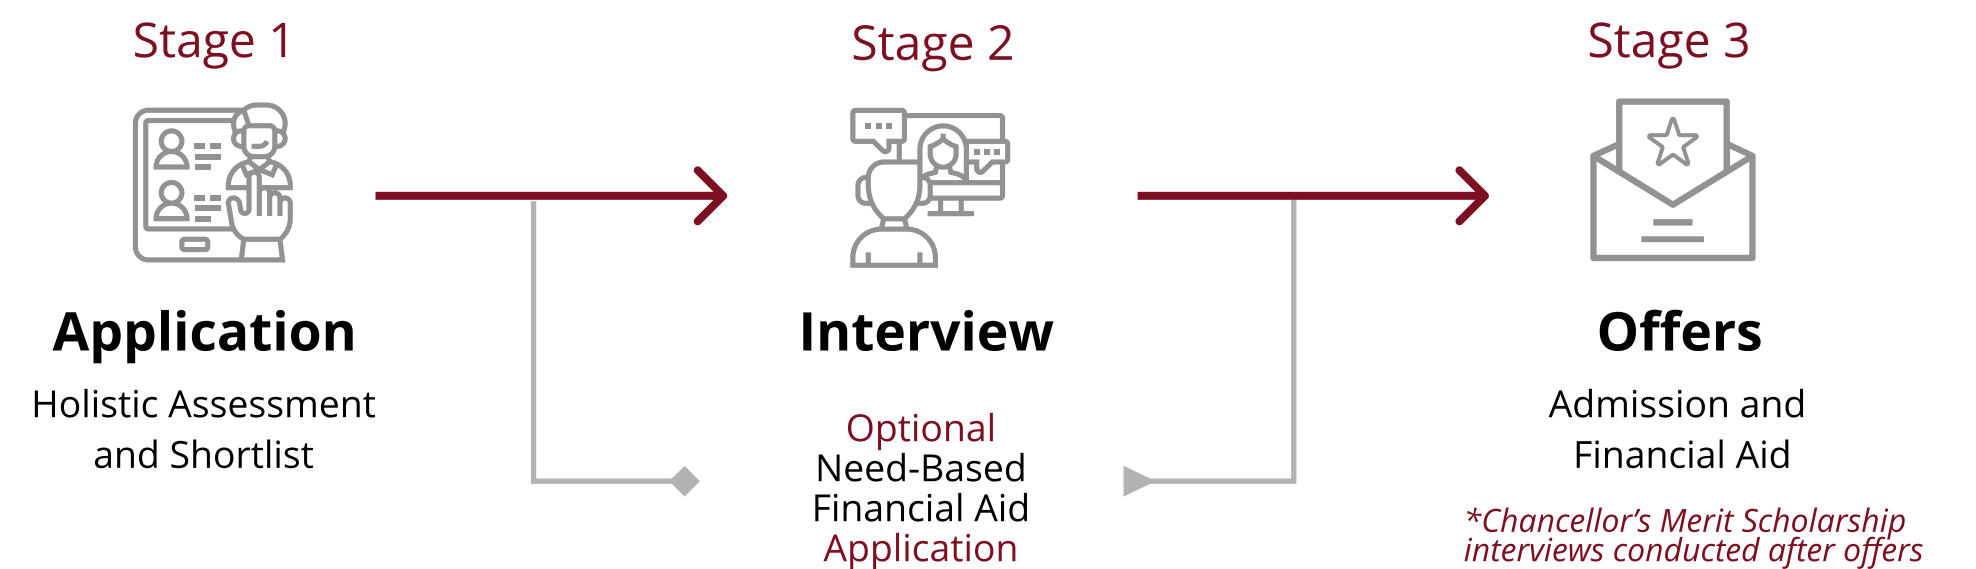 Stage 1
Stage 2
Stage 3
Application
Holistic Assessment
and Shortlist
Interview
Optional
Need-Based
Financial Aid
Application
Offers
Admission and
Financial Aid
*Chancellor’s Merit Scholarship
interviews conducted after offers